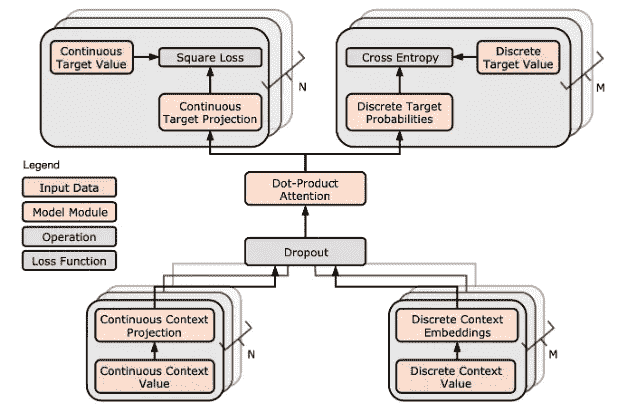 Continuous
Target Value
Square Loss
Continuous
Target Projection
N
Cross Entropy
Discrete
Target Value
Discrete Target
Probabilities
M
Legend
Input Data
Model Module
Operation
Loss Function
Dot-Product
Attention
Dropout
Continuous Context
Projection
Continuous Context
Value
N
Discrete Context
Embeddings
Discrete Context
Value
M